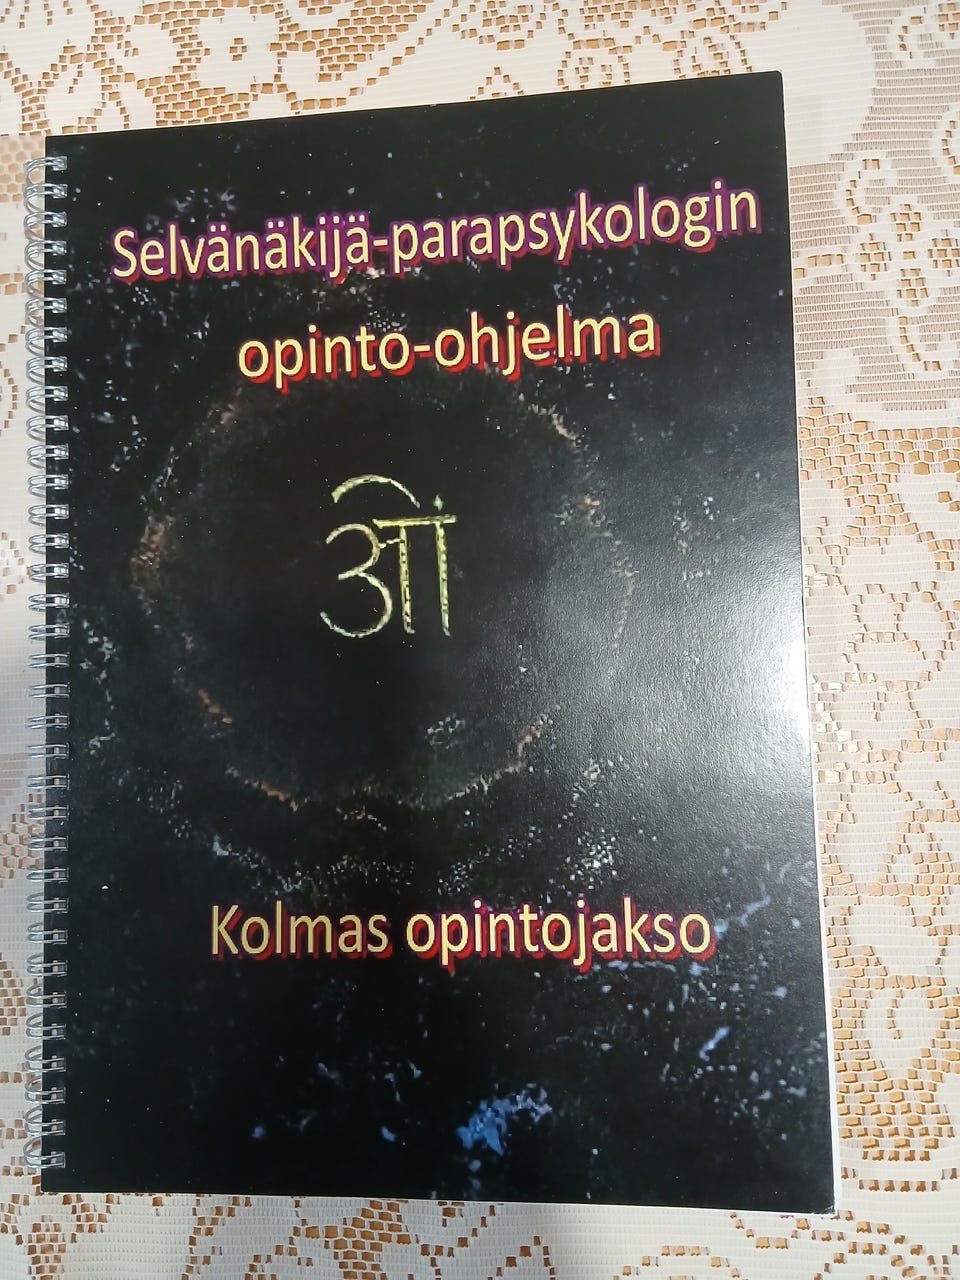 Selvänäkijä-parapsykologin
opinto-ohjelma
ओं
Kolmas opintojakso